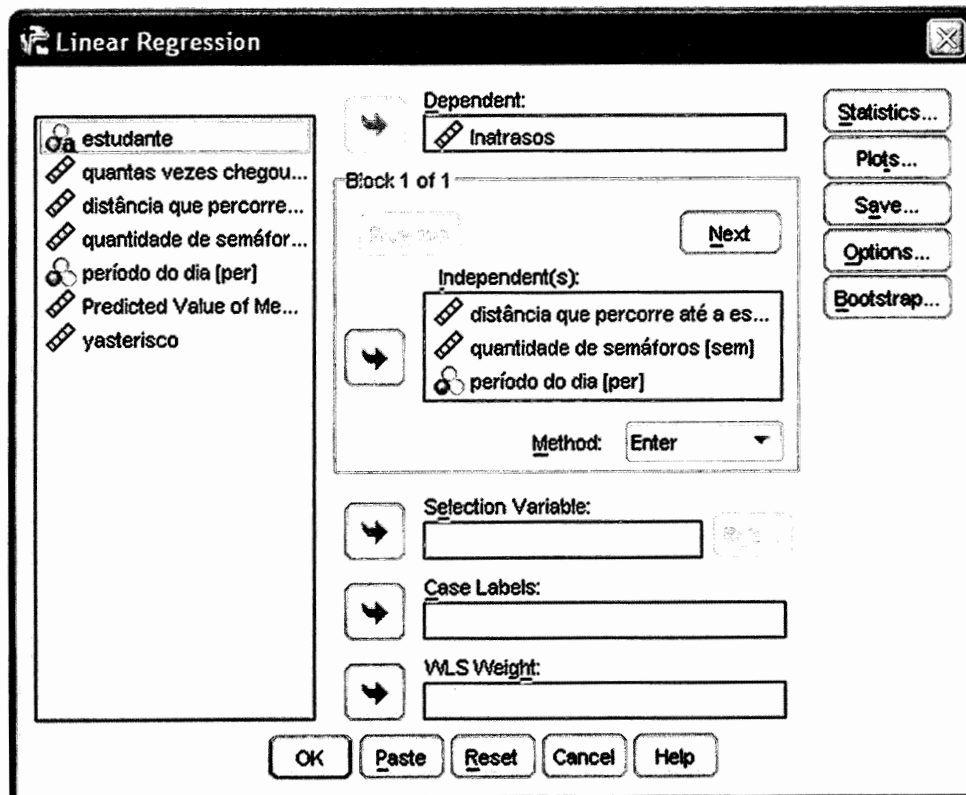 Linear Regression
estudante
quantas vezes chegou...
distância que percorre...
quantidade de semáfor...
período do dia [per]
Predicted Value of Me...
yasterisco
Dependent:
lnatrasos
Block 1 of 1
Previous
Next
Independent(s):
distância que percorre até a es...
quantidade de semáforos [sem]
período do dia [per]
Method: Enter
Selection Variable:
Case Labels:
WLS Weight:
Statistics...
Plots...
Save...
Options...
Bootstrap...
OK Paste Reset Cancel Help